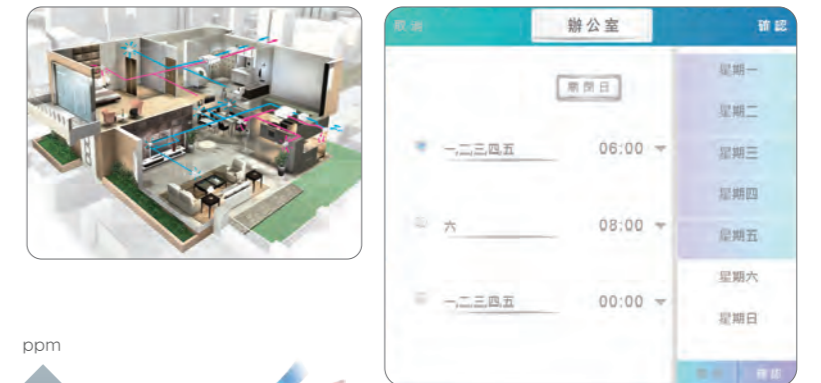 取消 辦公室 確認
關閉日
一,二,三,四,五 06:00
六 08:00
一,二,三,四,五 00:00
星期一
星期二
星期三
星期四
星期五
星期六
星期日
確認
ppm